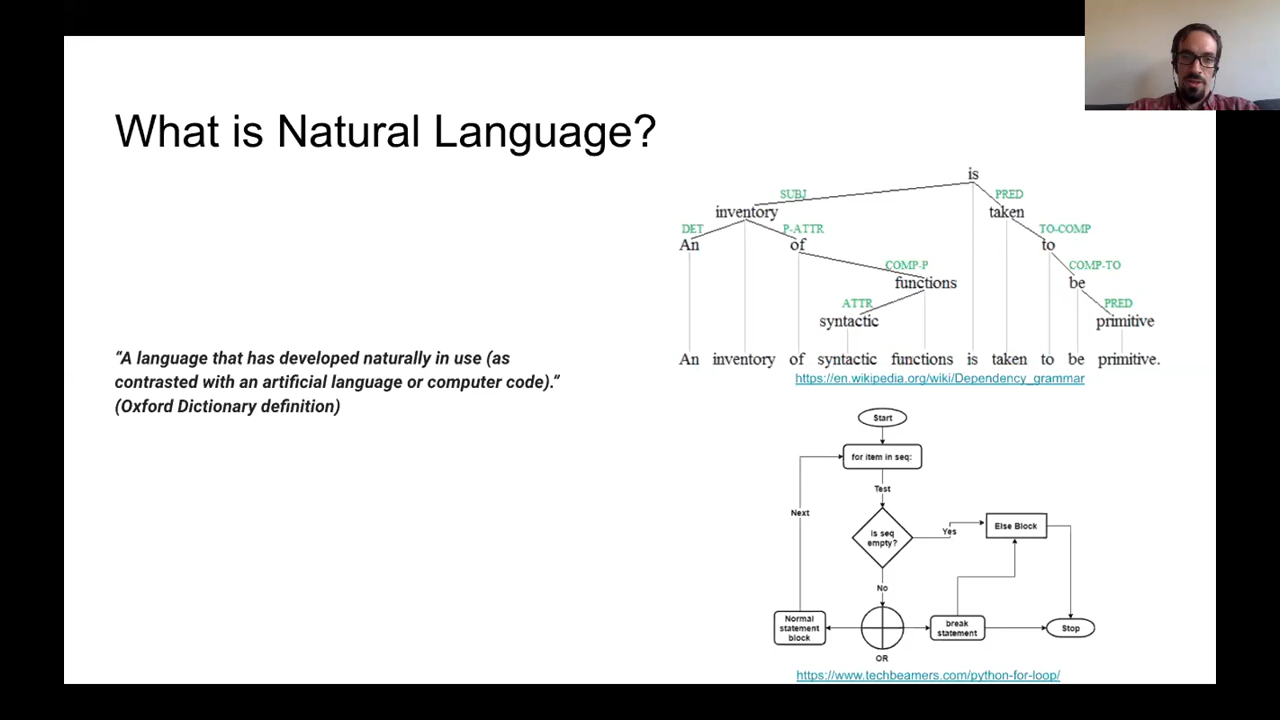 What is Natural Language?
“A language that has developed naturally in use (as
contrasted with an artificial language or computer code).”
(Oxford Dictionary definition)
is
SUBJ
PRED
inventory
taken
DET
P-ATTR
TO-COMP
An
of
to
COMP-P
COMP-TO
functions
be
ATTR
PRED
syntactic
primitive
An inventory of syntactic functions is taken to be primitive.
https://en.wikipedia.org/wiki/Dependency_grammar
Start
for item in seq:
Test
Next
is seq
empty?
Yes
Else Block
No
Normal
statement
block
break
statement
Stop
OR
https://www.techbeamers.com/python-for-loop/